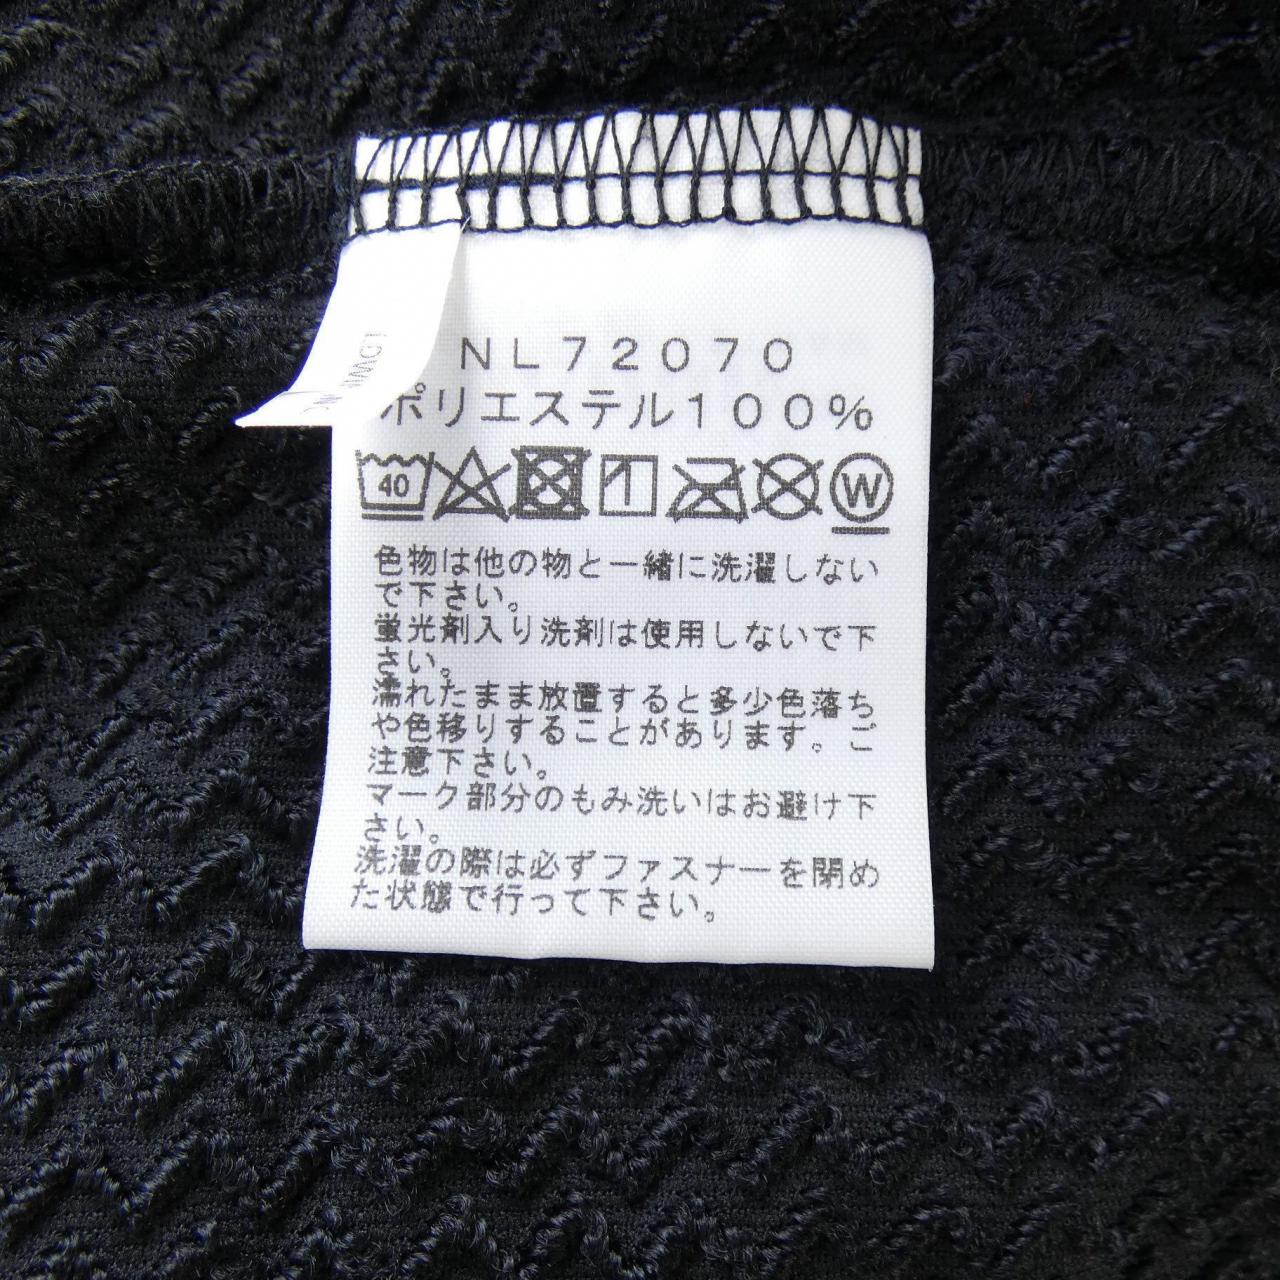 NL72070
ポリエステル100%
40 W
色物は他の物と一緒に洗濯しない
で下さい。
蛍光剤入り洗剤は使用しないで下
さい。
濡れたまま放置すると多少色落ち
や色移りすることがあります。ご
注意下さい。
マーク部分のもみ洗いはお避け下
さい。
洗濯の際は必ずファスナーを閉め
た状態で行って下さい。